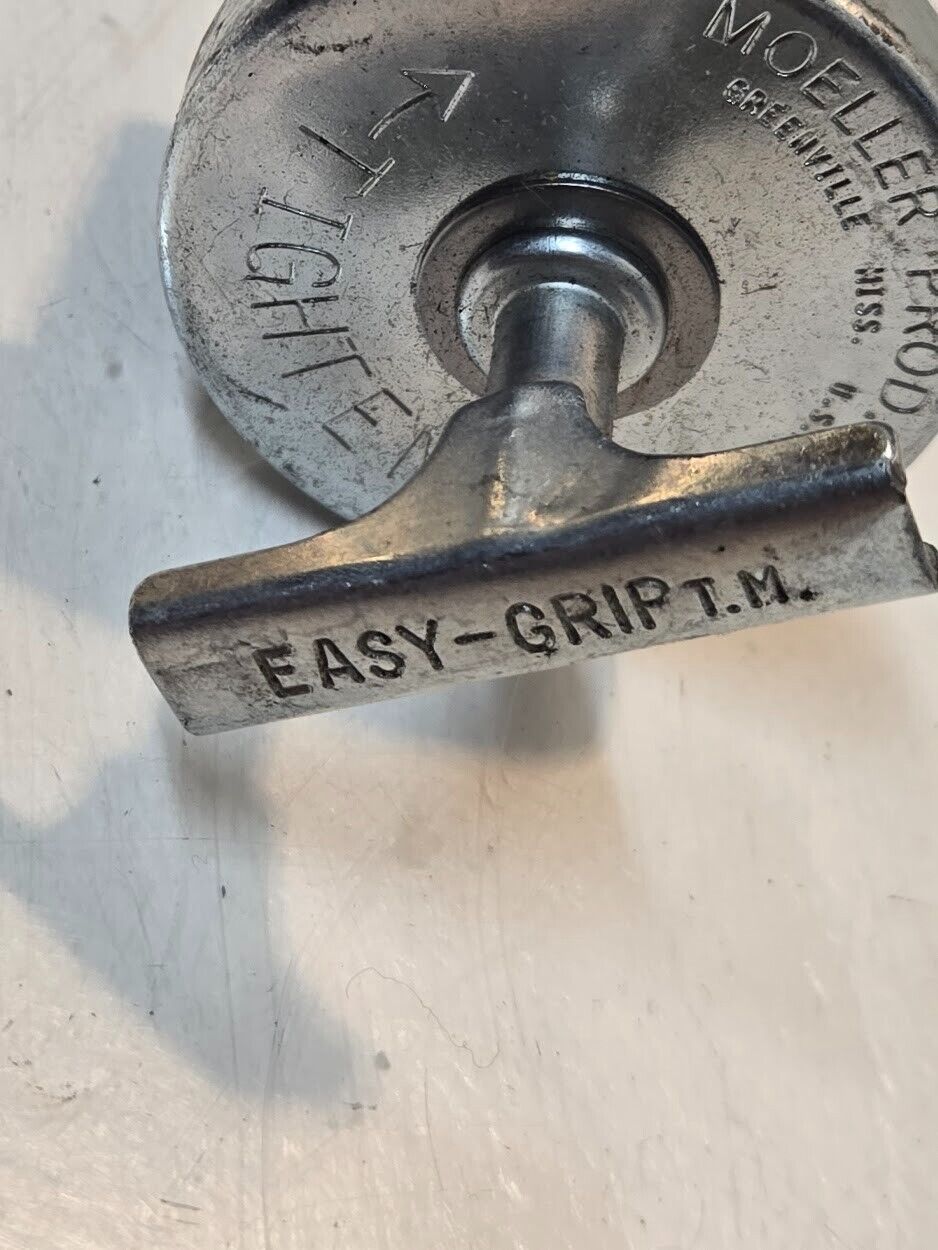 MOELLER PROD.
GREENVILLE MISS. U.S.
TIGHTEN
EASY-GRIP T.M.